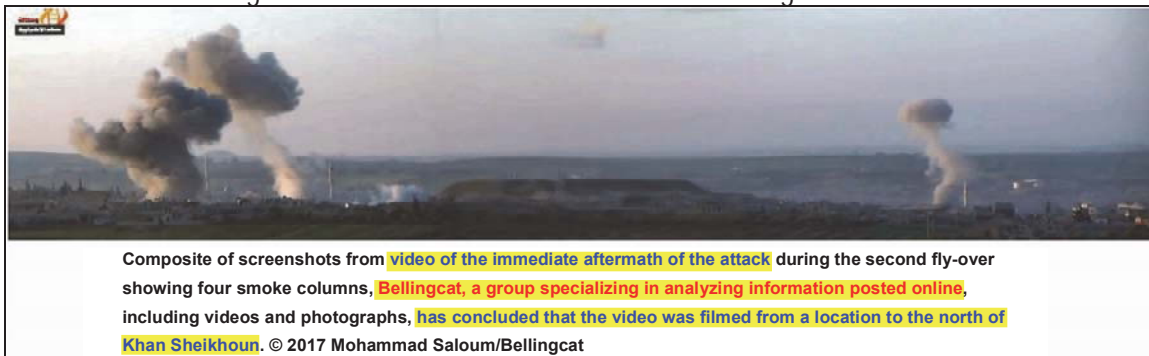 Composite of screenshots from video of the immediate aftermath of the attack during the second fly-over
showing four smoke columns, Bellingcat, a group specializing in analyzing information posted online,
including videos and photographs, has concluded that the video was filmed from a location to the north of
Khan Sheikhoun. © 2017 Mohammad Saloum/Bellingcat